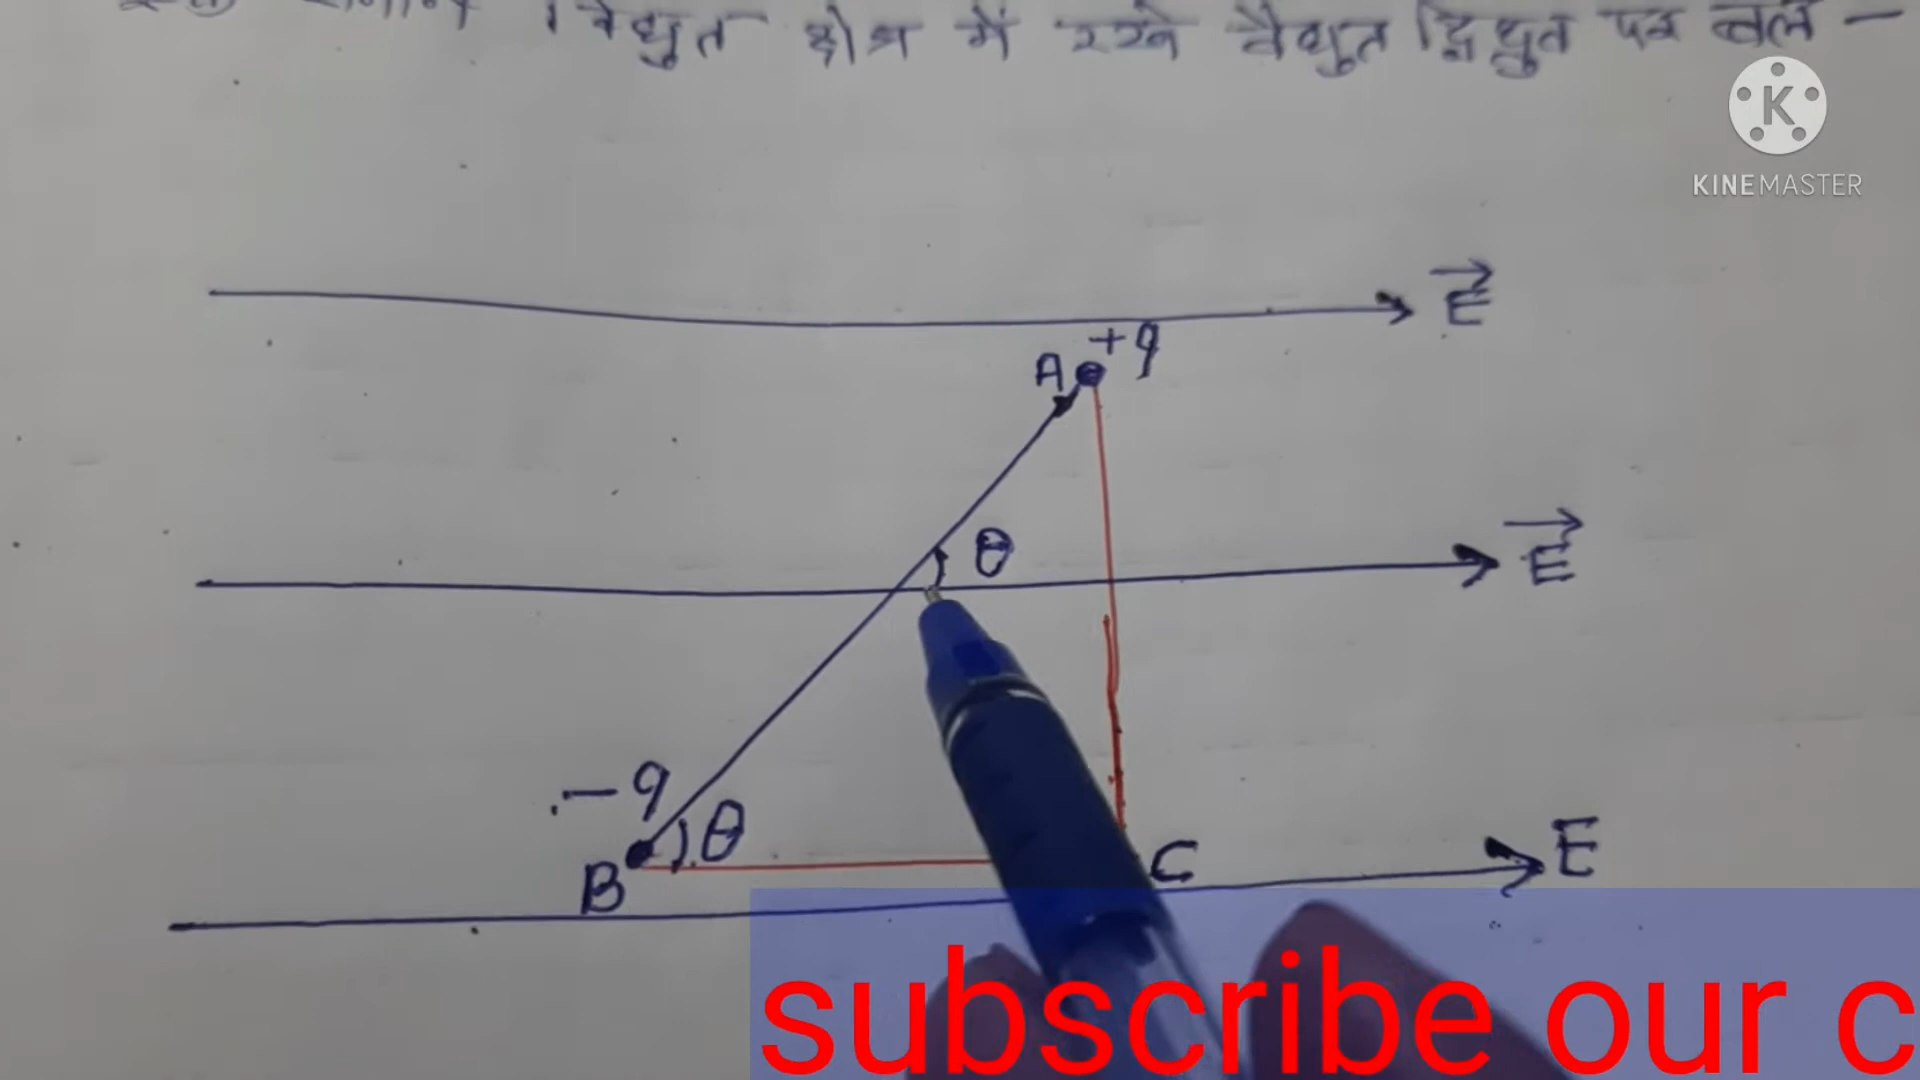 विद्युत क्षेत्र में रखे वैद्युत द्विध्रुव पर बल -
K
KINEMASTER
E
+q
A
θ
E
-q
θ
B
C
E
subscribe our c